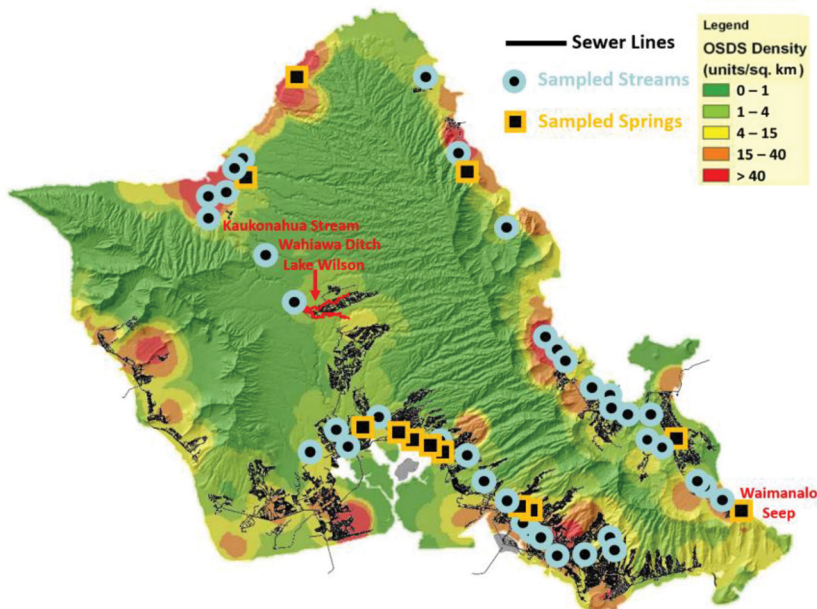 Legend
OSDS Density
(units/sq. km)
0 – 1
1 – 4
4 – 15
15 – 40
> 40
Sewer Lines
Sampled Streams
Sampled Springs
Kaukonahua Stream
Wahiawa Ditch
Lake Wilson
Waimanalo
Seep